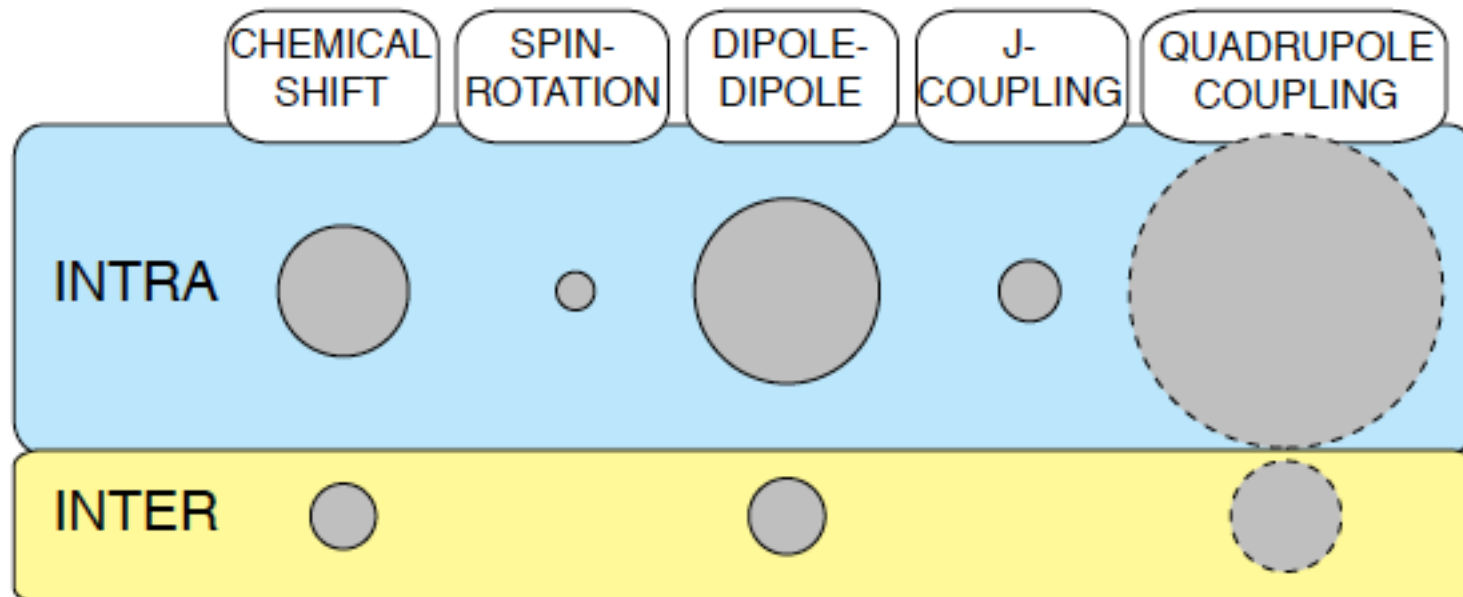 CHEMICAL
SHIFT
SPIN-
ROTATION
DIPOLE-
DIPOLE
J-
COUPLING
QUADRUPOLE
COUPLING
INTRA
INTER